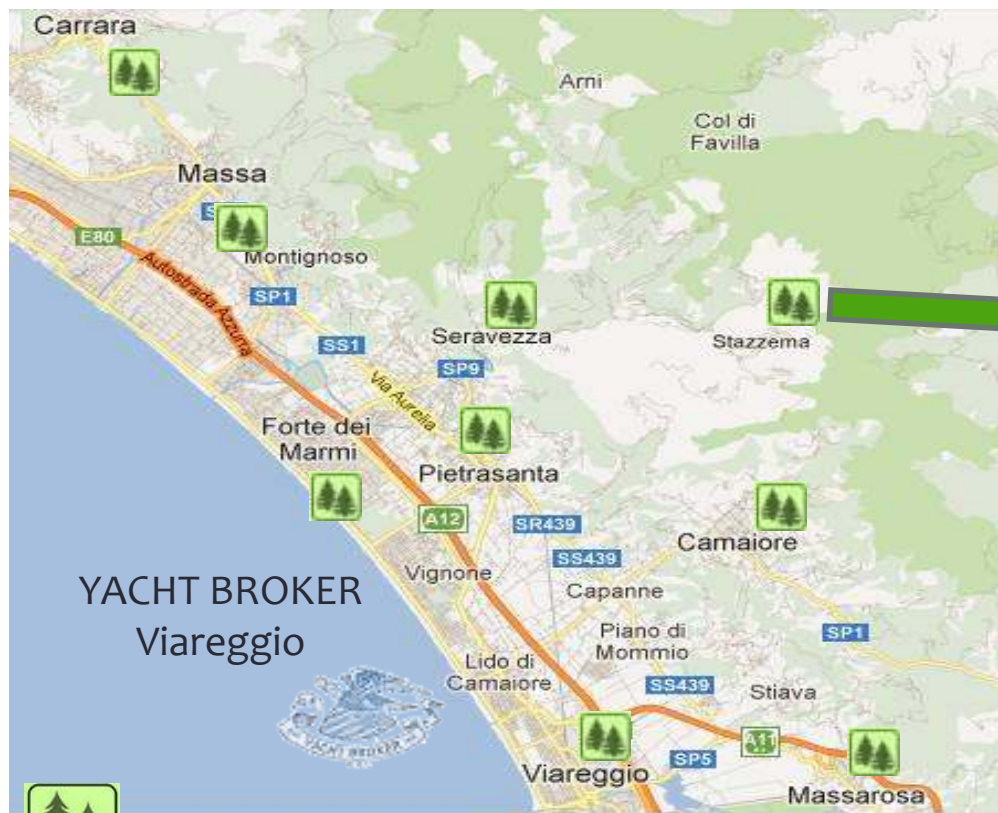 Carrara
Arni
Col di
Favilla
Massa
E80
Montignoso
Autostrada Azzurra
SP1
SS1
Seravezza
Stazzema
SP9
Via Aurelia
Forte dei
Marmi
Pietrasanta
A12
SR439
Camaiore
SS439
Vignone
Capanne
YACHT BROKER
Viareggio
Piano di
Mommio
SP1
Lido di
Camaiore
SS439
Stiava
YACHT BROKER
A11
SP5
Viareggio
Massarosa